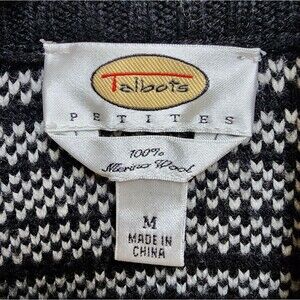 Talbots
PETITES
100%
Merino Wool
M
MADE IN
CHINA